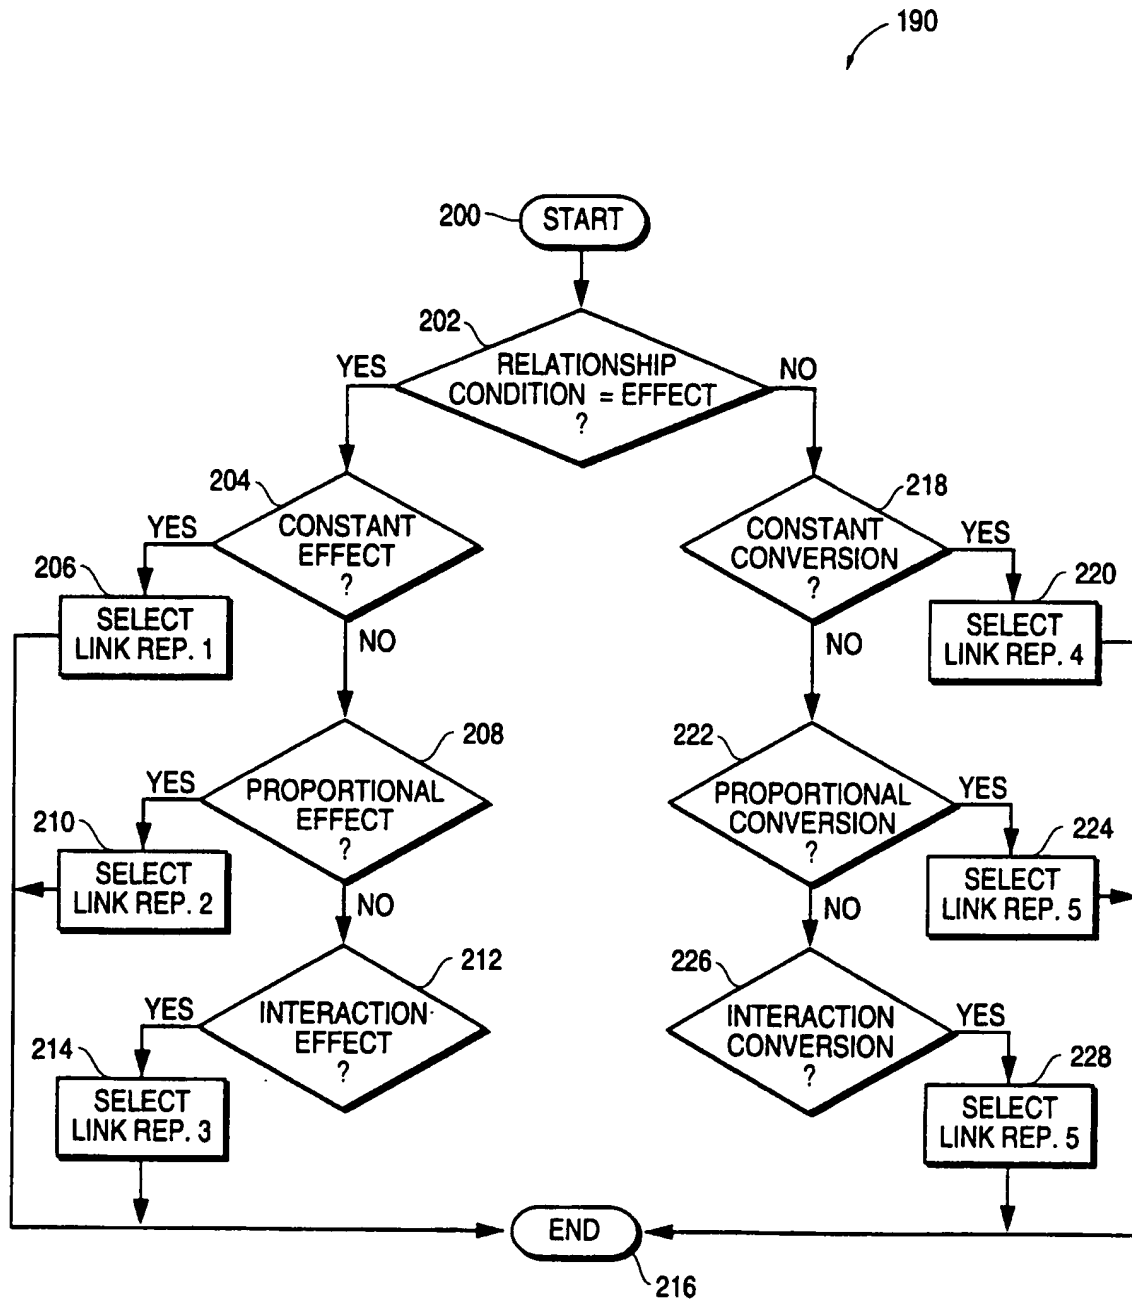 190
200
START
202
RELATIONSHIP
CONDITION = EFFECT
?
YES
NO
204
CONSTANT
EFFECT
?
YES
NO
206
SELECT
LINK REP. 1
218
CONSTANT
CONVERSION
?
YES
NO
220
SELECT
LINK REP. 4
208
PROPORTIONAL
EFFECT
?
YES
NO
210
SELECT
LINK REP. 2
222
PROPORTIONAL
CONVERSION
?
YES
NO
224
SELECT
LINK REP. 5
212
INTERACTION
EFFECT
?
YES
214
SELECT
LINK REP. 3
226
INTERACTION
CONVERSION
?
YES
228
SELECT
LINK REP. 5
END
216